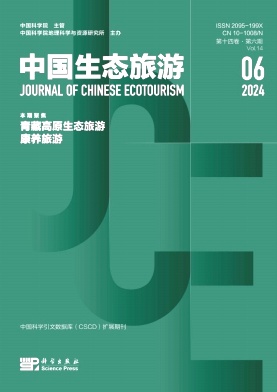 中国科学院 主管
中国科学院地理科学与资源研究所 主办
ISSN 2095-199X
CN 10-1008/N
第十四卷·第六期
Vol 14
中国生态旅游
JOURNAL OF CHINESE ECOTOURISM
06
2024
本期聚焦
青藏高原生态旅游
康养旅游
JCE
中国科学引文数据库(CSCD)扩展期刊
科学出版社
Science Press